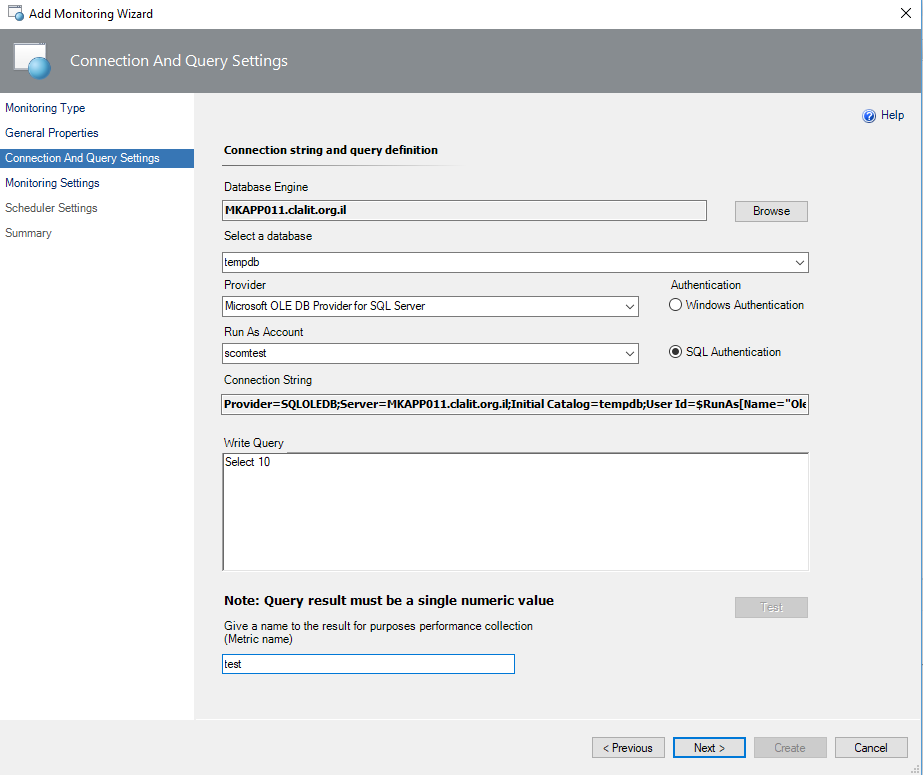 Add Monitoring Wizard
Connection And Query Settings
Monitoring Type
General Properties
Connection And Query Settings
Monitoring Settings
Scheduler Settings
Summary
Help
Connection string and query definition
Database Engine
MKAPP011.clalit.org.il
Browse
Select a database
tempdb
Provider
Authentication
Microsoft OLE DB Provider for SQL Server
Windows Authentication
Run As Account
scomtest
SQL Authentication
Connection String
Provider=SQLOLEDB;Server=MKAPP011.clalit.org.il;Initial Catalog=tempdb;User Id=$RunAs[Name="Ole
Write Query
Select 10
Note: Query result must be a single numeric value
Test
Give a name to the result for purposes performance collection
(Metric name)
test
< Previous
Next >
Create
Cancel